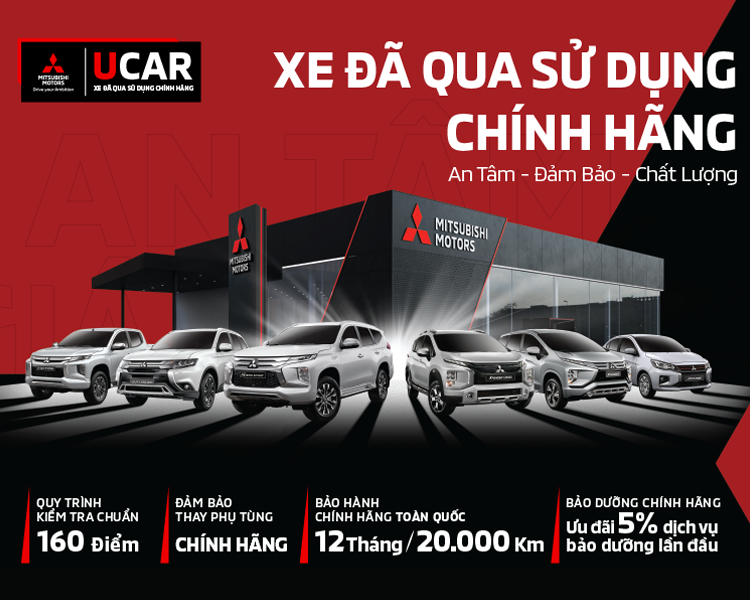 MITSUBISHI
MOTORS
Drive your Ambition
UCAR
XE ĐÃ QUA SỬ DỤNG CHÍNH HÃNG
XE ĐÃ QUA SỬ DỤNG
CHÍNH HÃNG
An Tâm - Đảm Bảo - Chất Lượng
AN TÂM
MITSUBISHI
MOTORS
MITSUBISHI
MOTORS
QUY TRÌNH
KIỂM TRA CHUẨN
160 Điểm
ĐẢM BẢO
THAY PHỤ TÙNG
CHÍNH HÃNG
BẢO HÀNH
CHÍNH HÃNG TOÀN QUỐC
12 Tháng / 20.000 Km
BẢO DƯỠNG CHÍNH HÃNG
Ưu đãi 5% dịch vụ
bảo dưỡng lần đầu